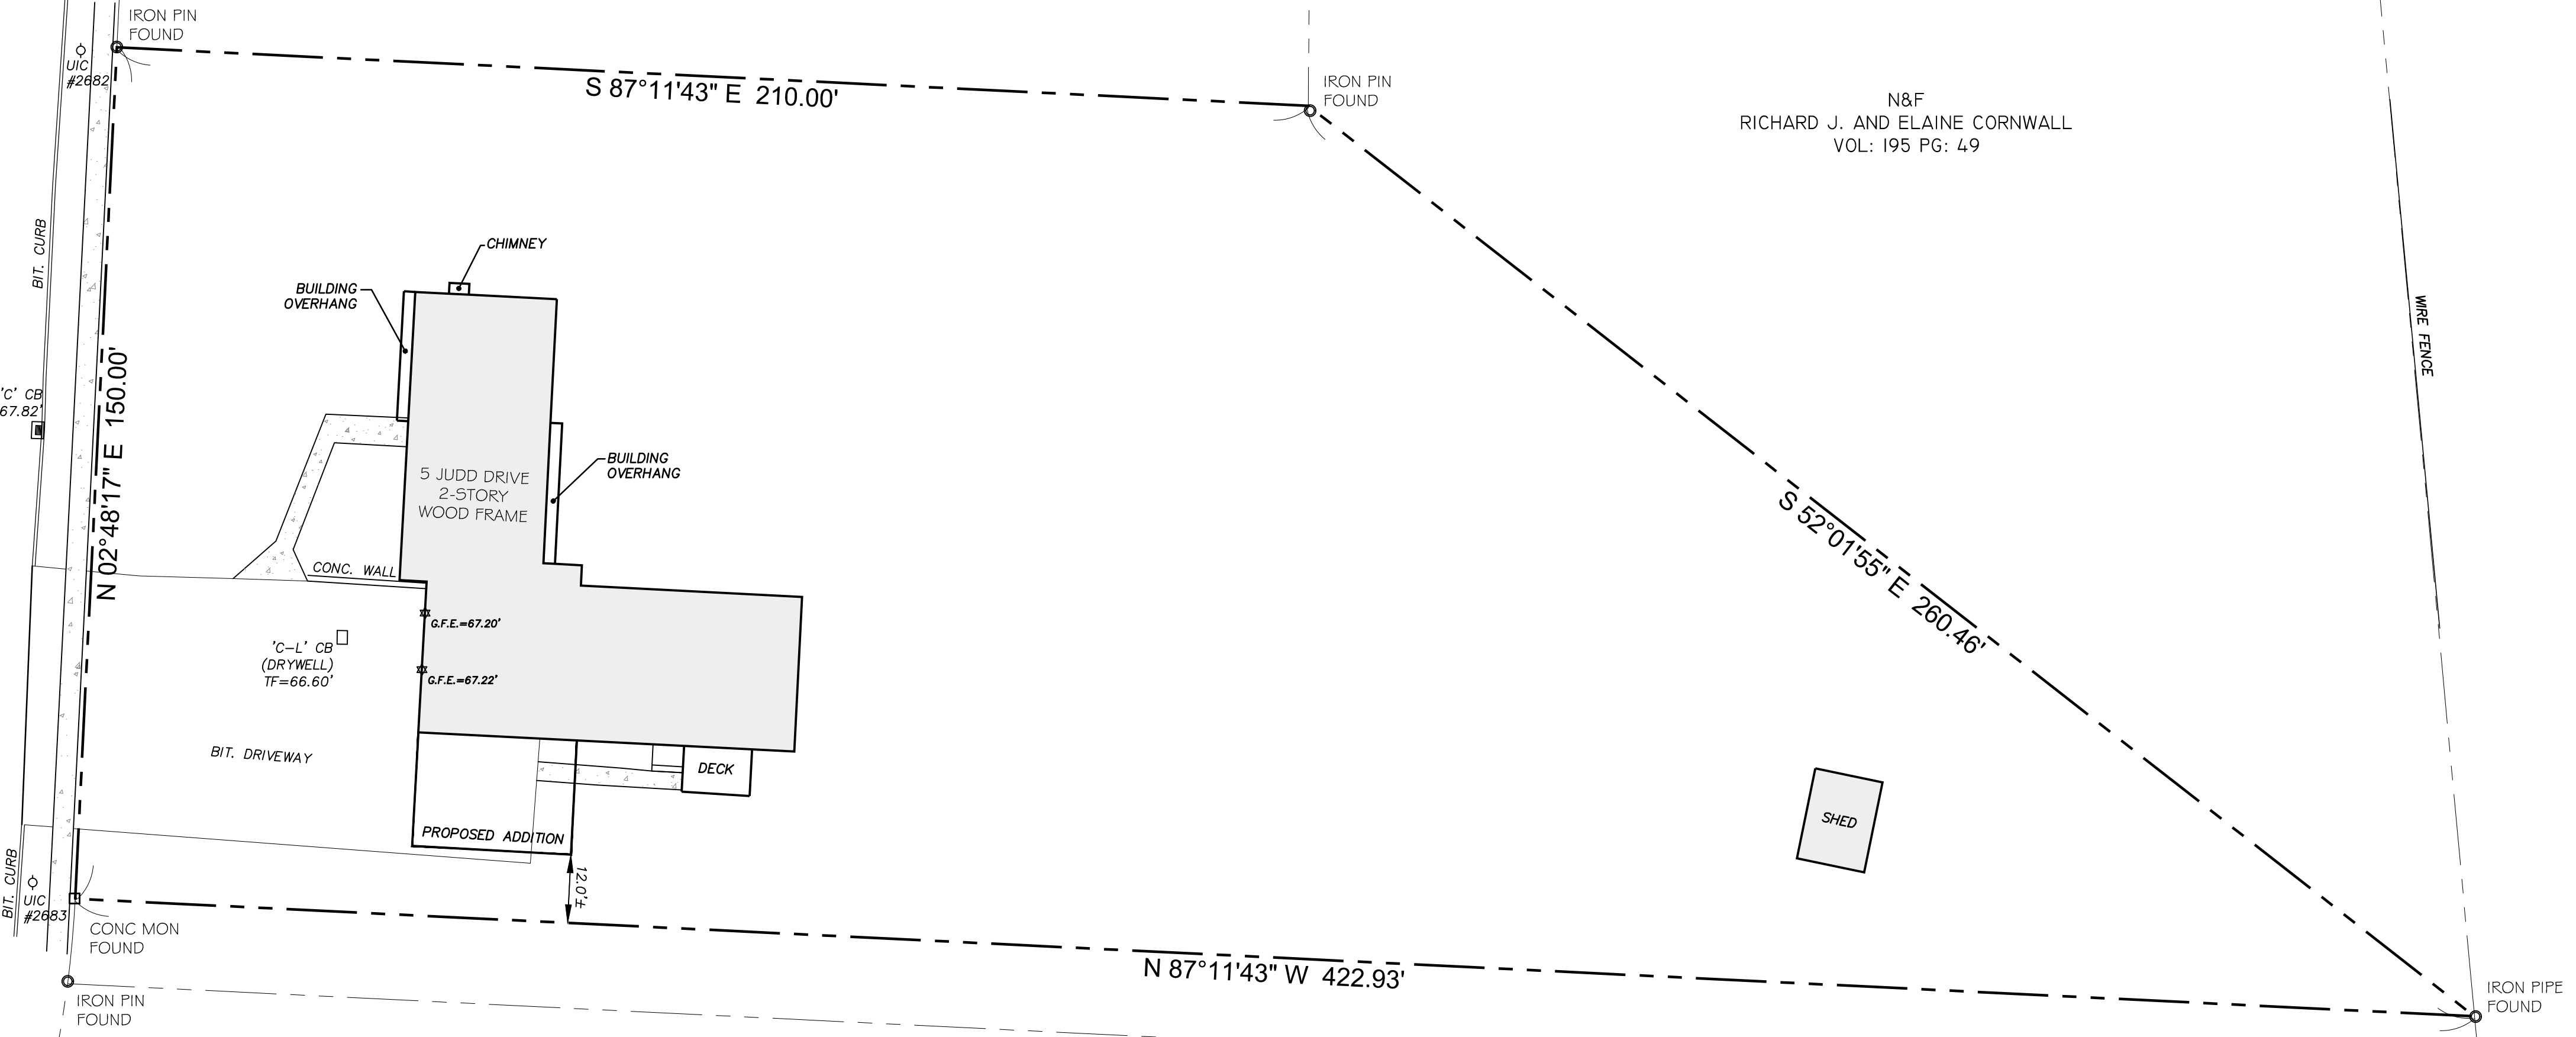 IRON PIN
FOUND
UIC
#2682
S 87°11'43" E 210.00'
IRON PIN
FOUND
N&F
RICHARD J. AND ELAINE CORNWALL
VOL: 195 PG: 49
BIT. CURB
CHIMNEY
BUILDING
OVERHANG
WIRE FENCE
'C' CB
67.82'
N 02°48'17" E 150.00'
5 JUDD DRIVE
2-STORY
WOOD FRAME
BUILDING
OVERHANG
S 52°01'55" E 260.46'
CONC. WALL
G.F.E.=67.20'
'C-L' CB
(DRYWELL)
TF=66.60'
G.F.E.=67.22'
BIT. DRIVEWAY
DECK
PROPOSED ADDITION
SHED
12.0'±
BIT. CURB
UIC
#2683
CONC MON
FOUND
N 87°11'43" W 422.93'
IRON PIN
FOUND
IRON PIPE
FOUND